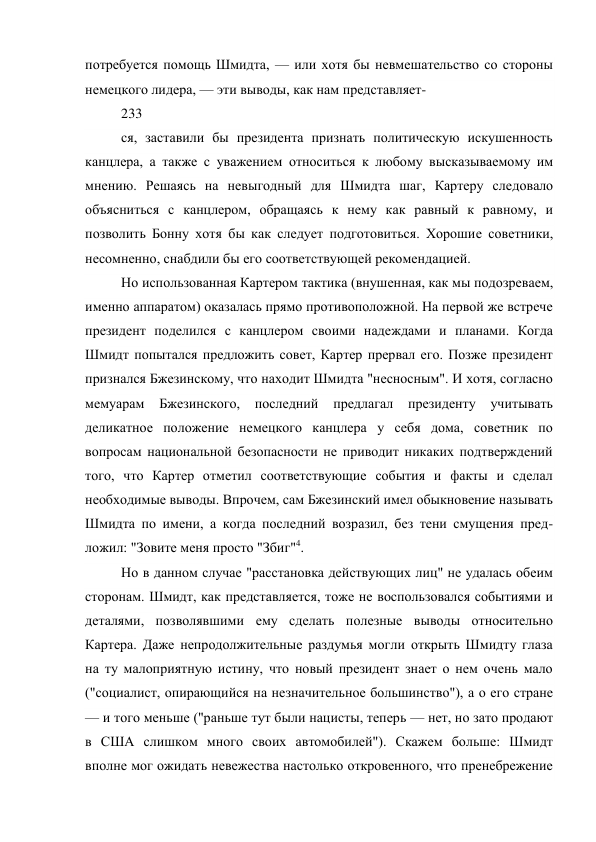 потребуется помощь Шмидта, — или хотя бы невмешательство со стороны
немецкого лидера, — эти выводы, как нам представляет-
233
ся, заставили бы президента признать политическую искушенность
канцлера, а также с уважением относиться к любому высказываемому им
мнению. Решаясь на невыгодный для Шмидта шаг, Картеру следовало
объясниться с канцлером, обращаясь к нему как равный к равному, и
позволить Бонну хотя бы как следует подготовиться. Хорошие советники,
несомненно, снабдили бы его соответствующей рекомендацией.
Но использованная Картером тактика (внушенная, как мы подозреваем,
именно аппаратом) оказалась прямо противоположной. На первой же встрече
президент поделился с канцлером своими надеждами и планами. Когда
Шмидт попытался предложить совет, Картер прервал его. Позже президент
признался Бжезинскому, что находит Шмидта "несносным". И хотя, согласно
мемуарам Бжезинского, последний предлагал президенту учитывать
деликатное положение немецкого канцлера у себя дома, советник по
вопросам национальной безопасности не приводит никаких подтверждений
того, что Картер отметил соответствующие события и факты и сделал
необходимые выводы. Впрочем, сам Бжезинский имел обыкновение называть
Шмидта по имени, а когда последний возразил, без тени смущения пред-
ложил: "Зовите меня просто "Збиг"⁴.
Но в данном случае "расстановка действующих лиц" не удалась обеим
сторонам. Шмидт, как представляется, тоже не воспользовался событиями и
деталями, позволявшими ему сделать полезные выводы относительно
Картера. Даже непродолжительные раздумья могли открыть Шмидту глаза
на ту малоприятную истину, что новый президент знает о нем очень мало
("социалист, опирающийся на незначительное большинство"), а о его стране
— и того меньше ("раньше тут были нацисты, теперь — нет, но зато продают
в США слишком много своих автомобилей"). Скажем больше: Шмидт
вполне мог ожидать невежества настолько откровенного, что пренебрежение